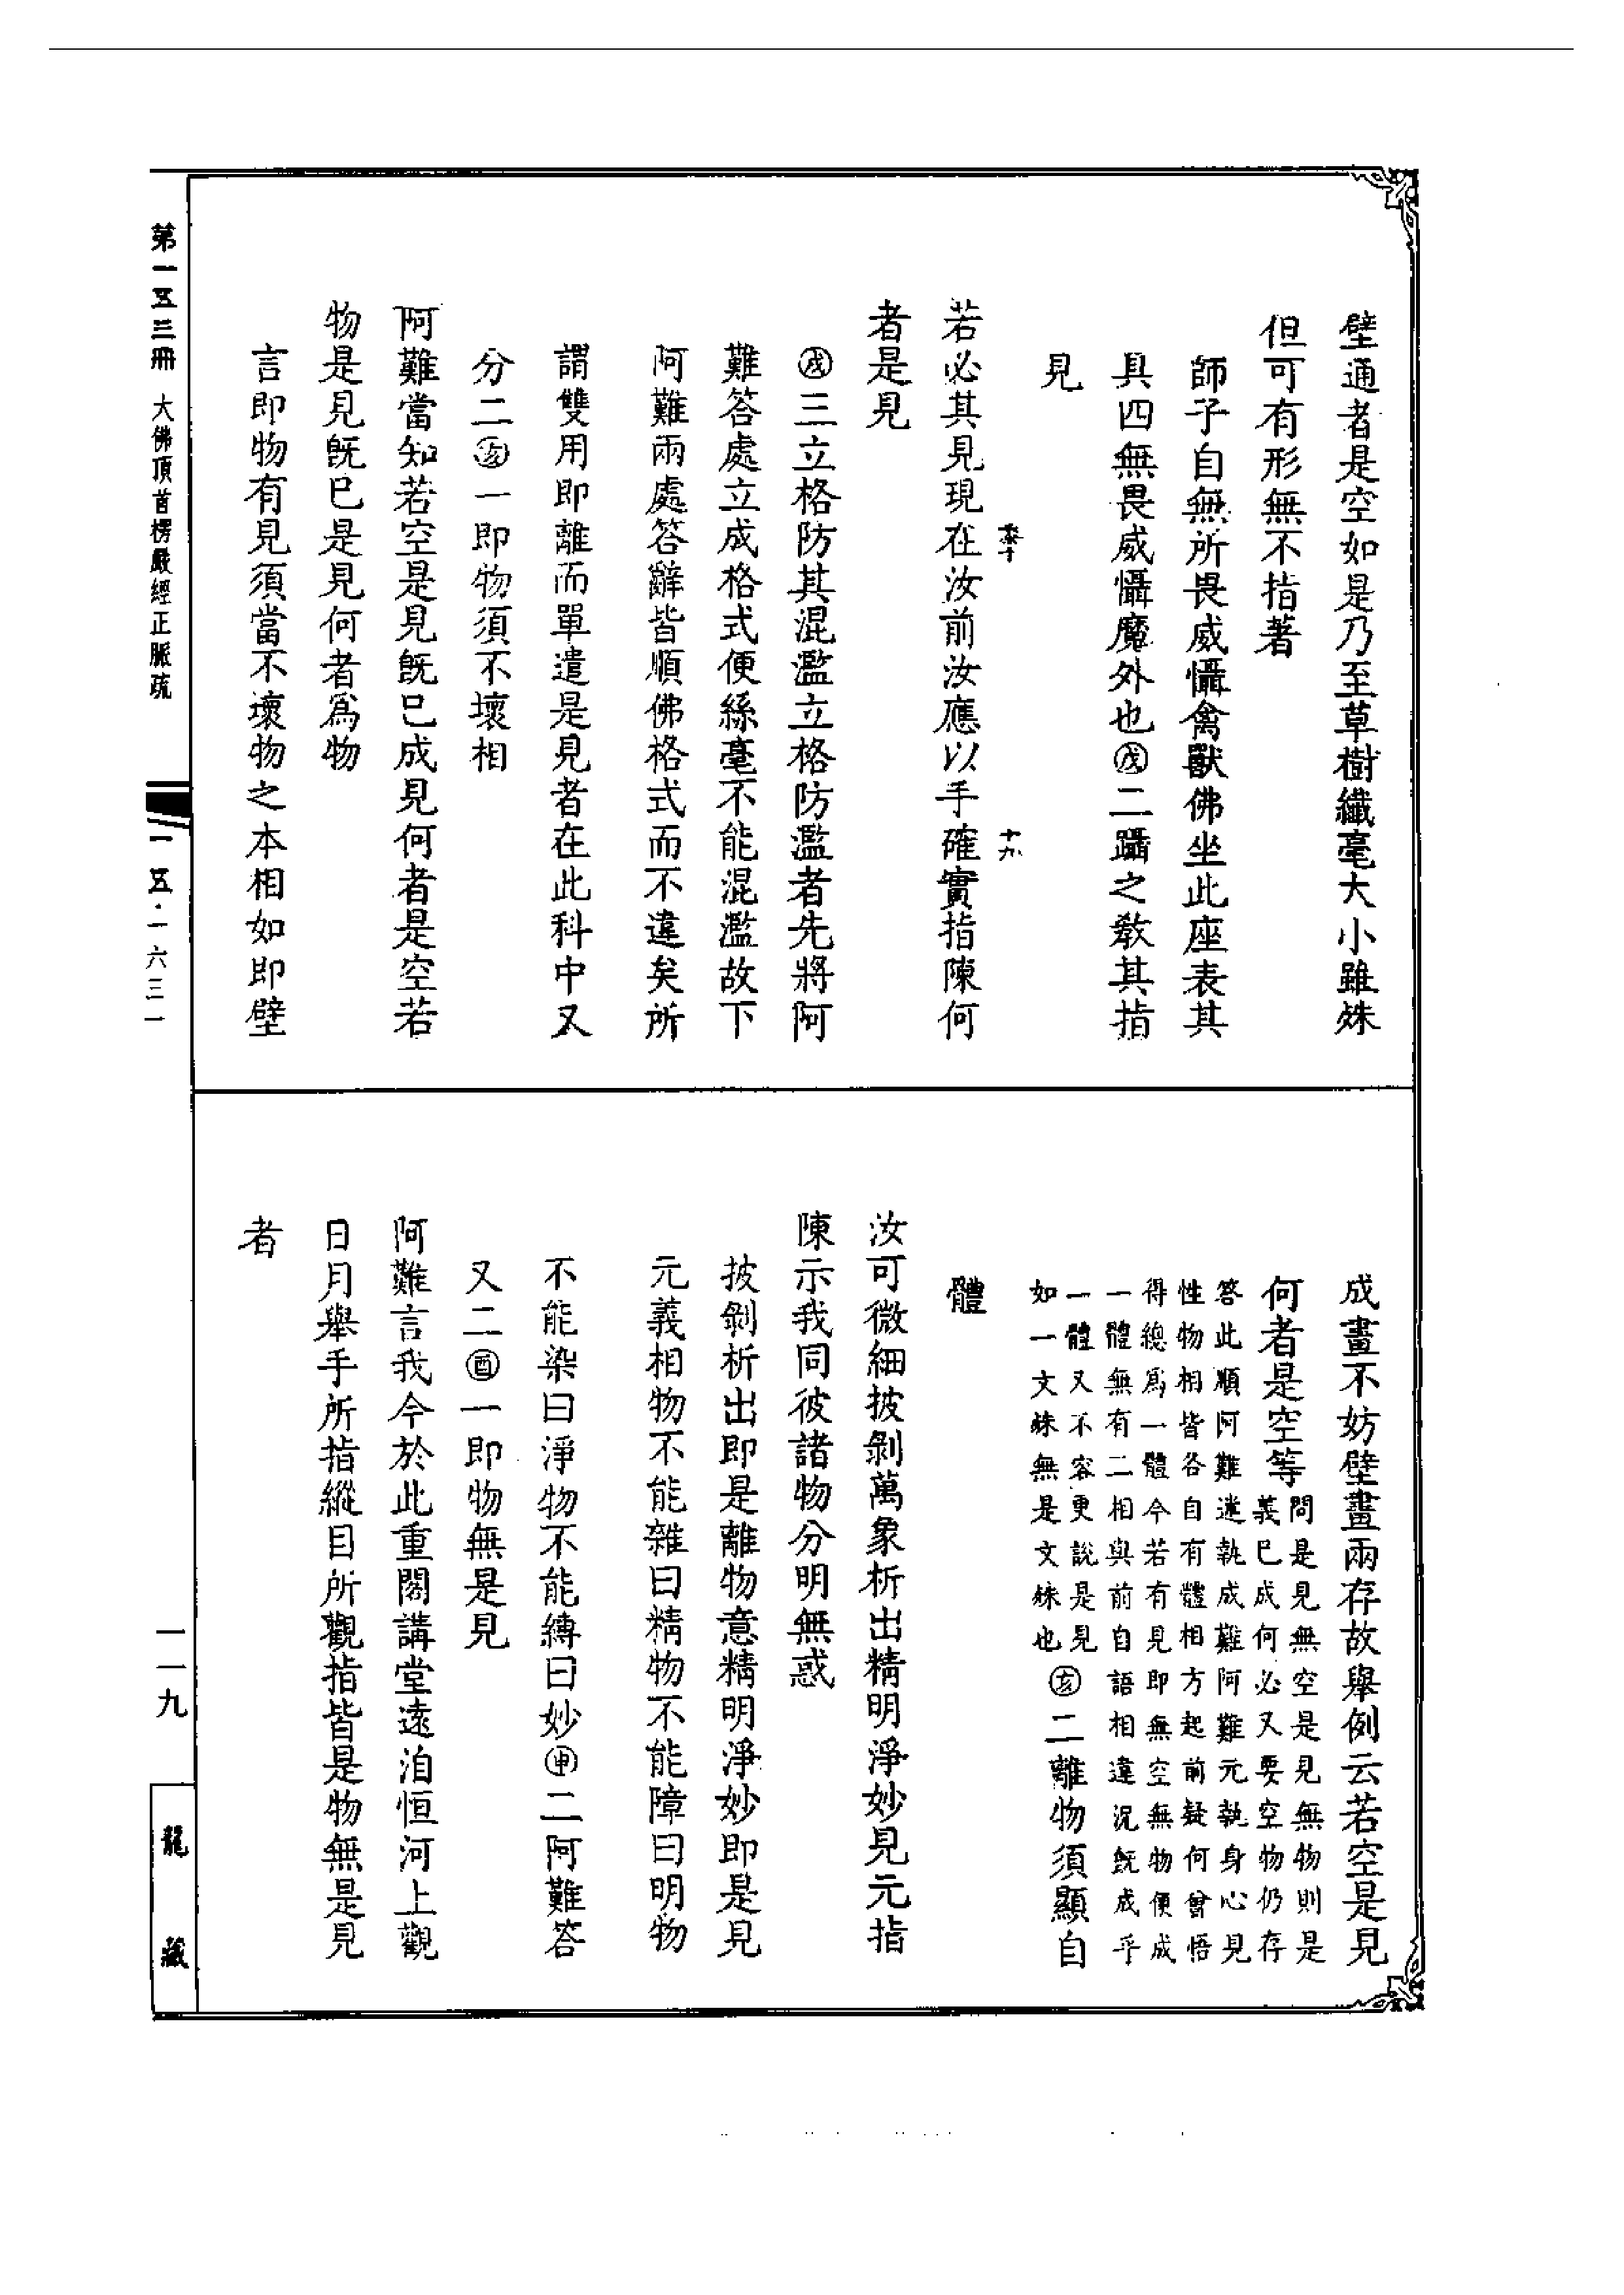 壁通者是空如是乃至草樹纖毫大小雖殊
但可有形無不指著
師子自無所畏威懾禽獸佛坐此座表其
具四無畏威懾魔外也㊛二躡之教其指
見
若必其見現在汝前汝應以手確實指陳何
者是見
三立格防其混濫立格防濫者先將阿
難答處立成格式便絲毫不能混濫故下
阿難兩處答辭皆順佛格式而不違矣所
謂雙用即離而單遣是見者在此科中又
分二亥一即物須不壞相
阿難當知若空是見既已成見何者是空若
物是見既已是見何者為物
言即物有見須當不壞物之本相如即壁
成畫不妨壁畫兩存故舉例云若空是見
何者是空等
問是見無空是見無物則是
義已成何必又要空物仍存
答此順阿難迷執成難阿難元執身心見
性物相皆各自有體相方起前疑何曾悟
得總為一體今若有見即無空無物便成
一體無有二相與前自語相違況既成乎
一體又不容更說是見
如一文殊無是文殊也
亥二離物須顯自
體
汝可微細披剝萬象析出精明淨妙見元指
陳示我同彼諸物分明無惑
披剝析出即是離物意精明淨妙即是見
元義相物不能雜曰精物不能障曰明物
不能染曰淨物不能縛曰妙申二阿難答
又二酉一即物無是見
阿難言我今於此重閣講堂遠洎恒河上觀
日月舉手所指縱目所觀指皆是物無是見
者
第一五三冊 大佛頂首楞嚴經正脈疏
一五·一六三一
一一九
龍藏